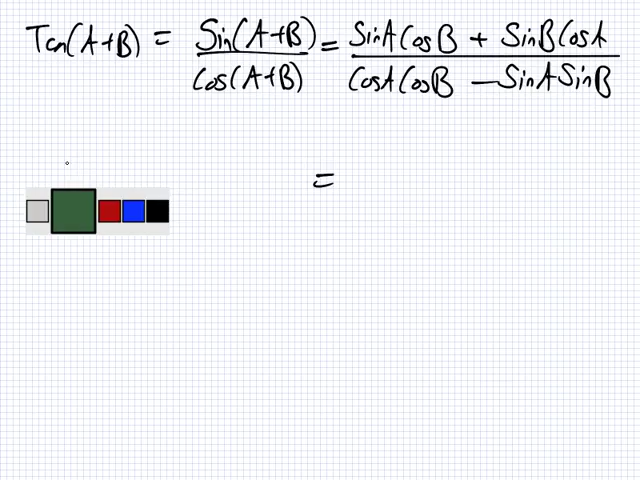 Tan(A+B) = Sin(A+B) / Cos(A+B) = SinA CosB + SinB CosA / CosA CosB — SinA SinB
=